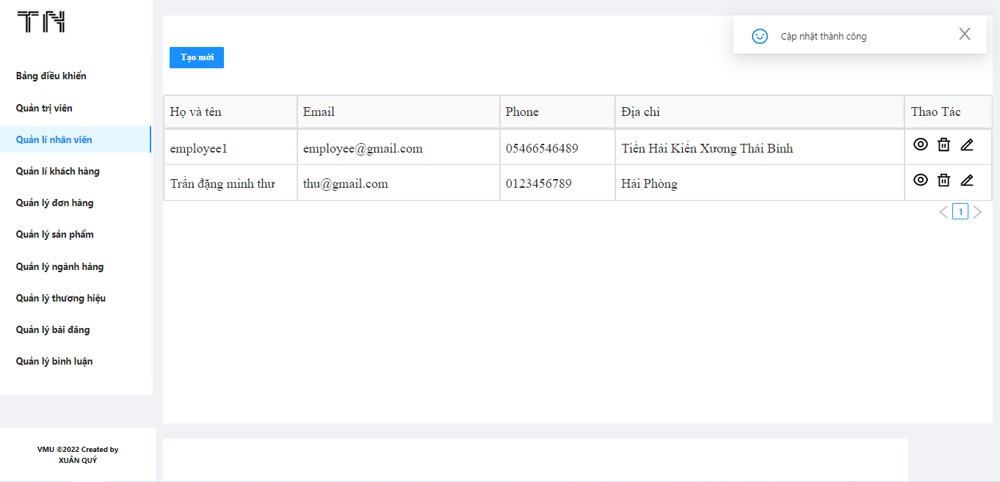 TN
Cập nhật thành công
Tạo mới
Bảng điều khiển
Quản trị viên
Quản lí nhân viên
Quản lí khách hàng
Quản lý đơn hàng
Quản lý sản phẩm
Quản lý ngành hàng
Quản lý thương hiệu
Quản lý bài đăng
Quản lý bình luận
Họ và tên Email Phone Địa chỉ Thao Tác
employee1 employee@gmail.com 05466546489 Tiền Hải Kiến Xương Thái Bình
Trần đặng minh thư thu@gmail.com 0123456789 Hải Phòng
1
VMU ©2022 Created by
XUÂN QUÝ